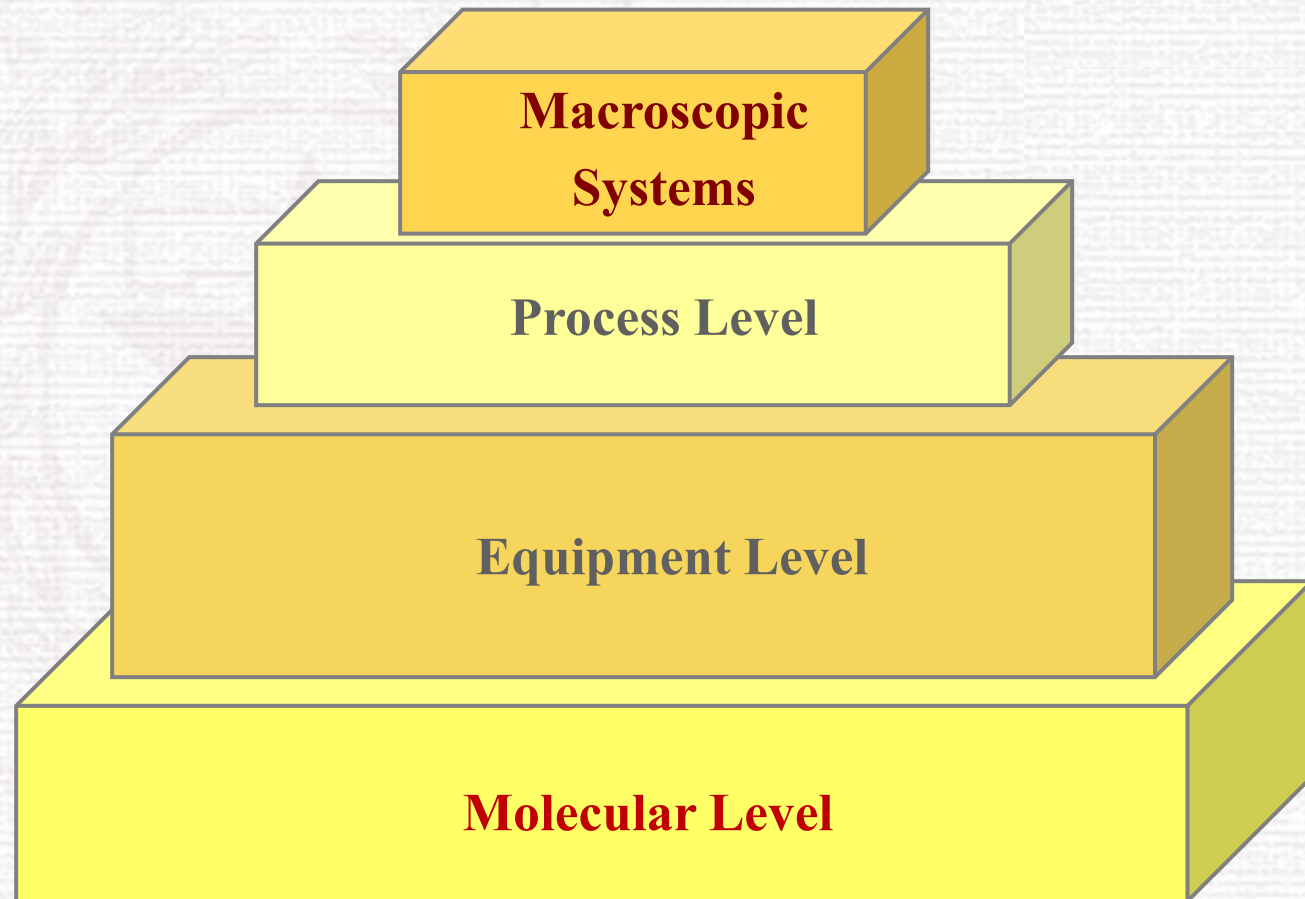 Macroscopic
Systems
Process Level
Equipment Level
Molecular Level